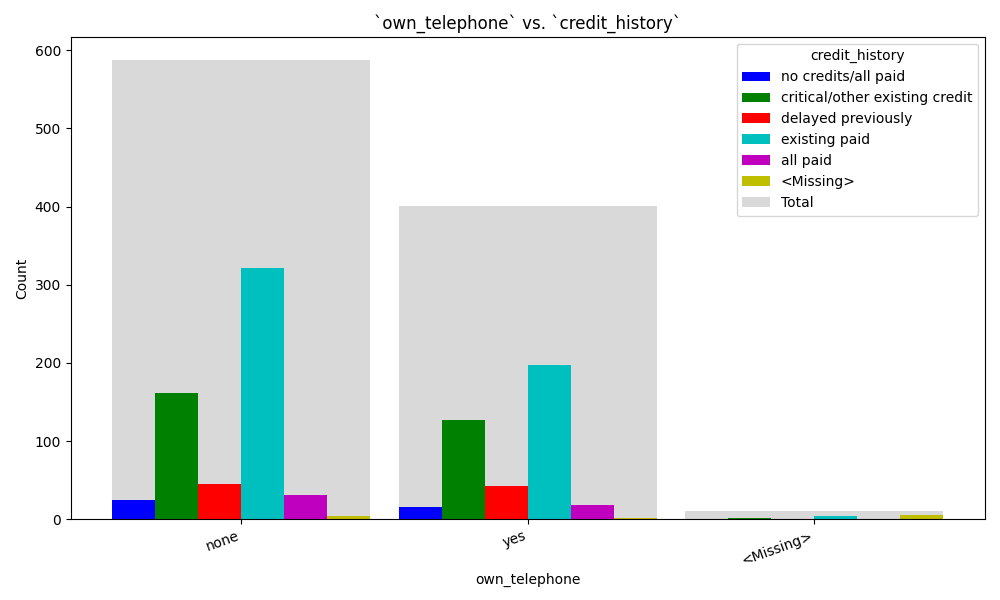 `own_telephone` vs. `credit_history`
credit_history
no credits/all paid
critical/other existing credit
delayed previously
existing paid
all paid
<Missing>
Total
Count
600
500
400
300
200
100
0
none
yes
<Missing>
own_telephone